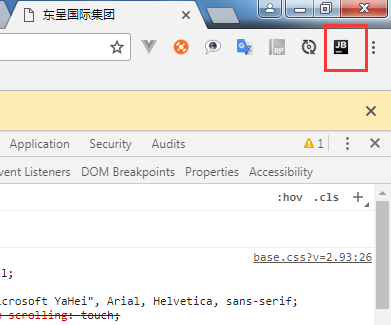 东呈国际集团
RP
JB
Application Security Audits 1
vent Listeners DOM Breakpoints Properties Accessibility
:hov .cls
base.css?v=2.93:26
l;
icrosoft YaHei", Arial, Helvetica, sans-serif;
scrolling: touch;